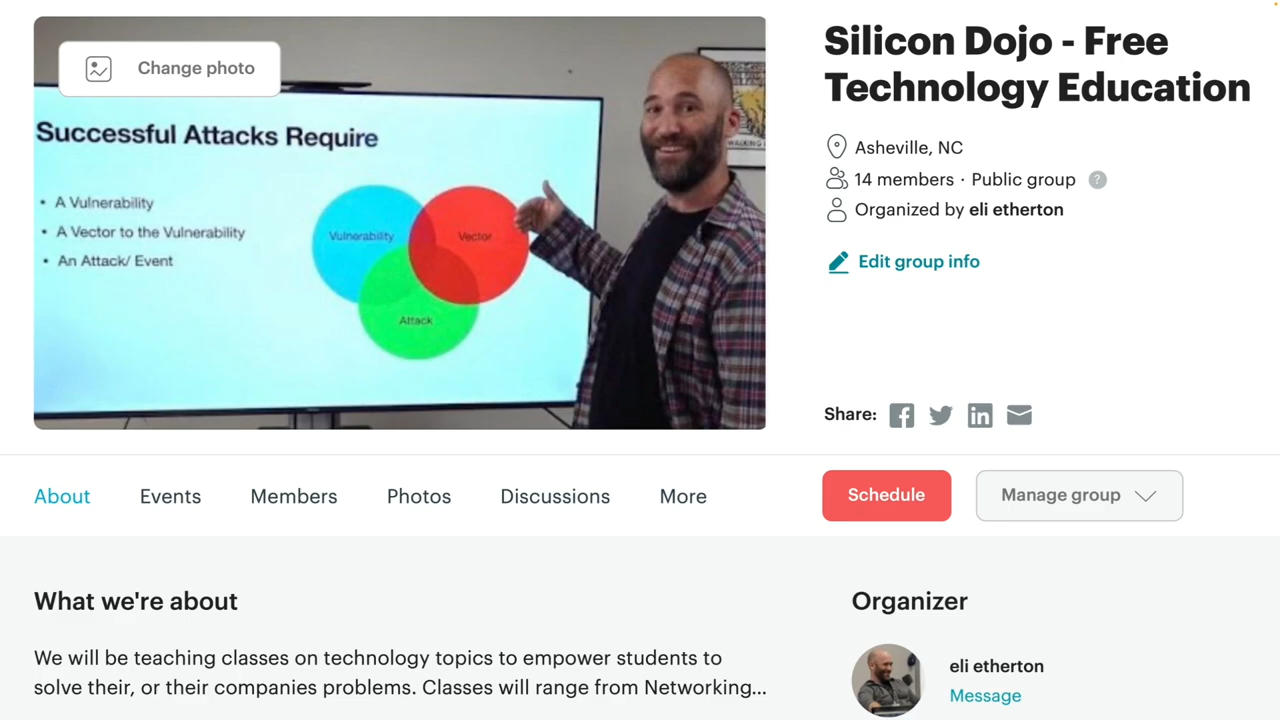 Change photo
Successful Attacks Require
• A Vulnerability
• A Vector to the Vulnerability
• An Attack/ Event
Vulnerability
Vector
Attack
WALKING
Silicon Dojo - Free
Technology Education
Asheville, NC
14 members · Public group ?
Organized by eli etherton
Edit group info
Share:
About
Events
Members
Photos
Discussions
More
Schedule
Manage group
What we're about
We will be teaching classes on technology topics to empower students to
solve their, or their companies problems. Classes will range from Networking...
Organizer
eli etherton
Message